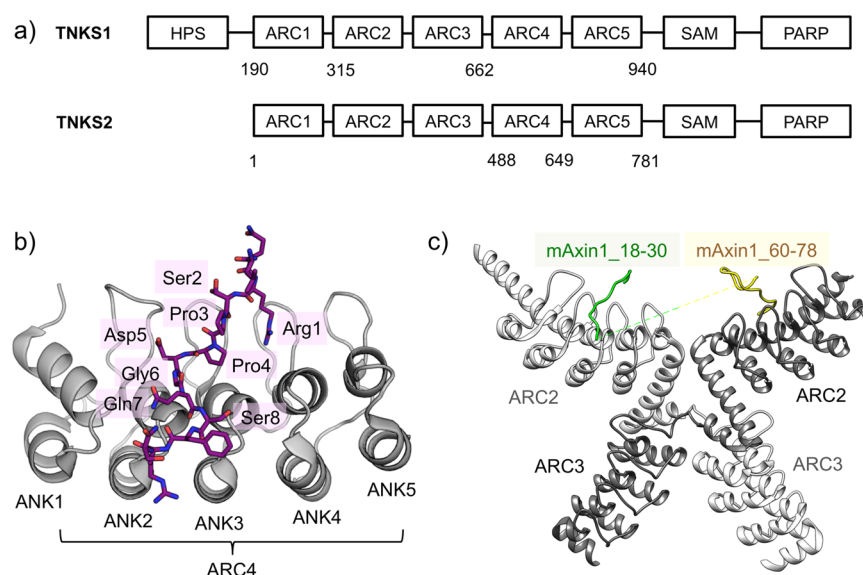 a)
TNKS1 HPS ARC1 ARC2 ARC3 ARC4 ARC5 SAM PARP
190 315 662 940
TNKS2 ARC1 ARC2 ARC3 ARC4 ARC5 SAM PARP
1 488 649 781
b)
Ser2
Pro3
Arg1
Asp5
Pro4
Gly6
Gln7
Ser8
ANK1
ANK2
ANK3
ANK4
ANK5
ARC4
c)
mAxin1_18-30
mAxin1_60-78
ARC2
ARC2
ARC3
ARC3